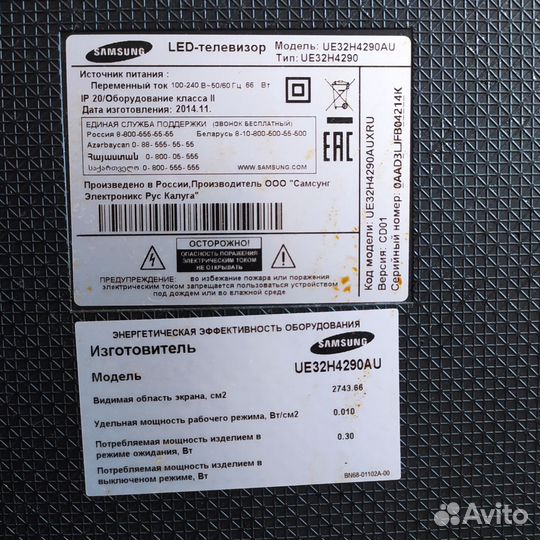 SAMSUNG
LED-телевизор
Модель: UE32H4290AU
Тип: UE32H4290
Источник питания :
Переменный ток 100-240 В~50/60 Гц 66 Вт
IP 20/Оборудование класса II
Дата изготовления: 2014.11.
ЕДИНАЯ СЛУЖБА ПОДДЕРЖКИ (ЗВОНОК БЕСПЛАТНЫЙ)
Россия 8-800-555-55-55 Беларусь 8-10-800-500-55-500
Azərbaycan 0-88-555-55-55
Հայաստան 0-800-05-555
საქართველო 0-800-555-555 WWW.SAMSUNG.COM
EAC
Произведено в России,Производитель ООО "Самсунг
Электроникс Рус Калуга"
ОСТОРОЖНО!
ОПАСНОСТЬ ПОРАЖЕНИЯ
ЭЛЕКТРИЧЕСКИМ ТОКОМ
НЕ ОТКРЫВАТЬ
ПРЕДУПРЕЖДЕНИЕ: во избежание пожара или поражения
электрическим током запрещается пользоваться устройством
под дождем или во влажной среде
Код модели: UE32H4290AUXRU
Версия: CD01
Серийный номер: 0AAD3LJFB04214K
ЭНЕРГЕТИЧЕСКАЯ ЭФФЕКТИВНОСТЬ ОБОРУДОВАНИЯ
Изготовитель SAMSUNG
Модель UE32H4290AU
Видимая область экрана, см2 2743.66
Удельная мощность рабочего режима, Вт/см2 0.010
Потребляемая мощность изделием в
режиме ожидания, Вт 0.30
Потребляемая мощность изделием в
выключенном режиме, Вт -
BN68-01102A-00
Avito